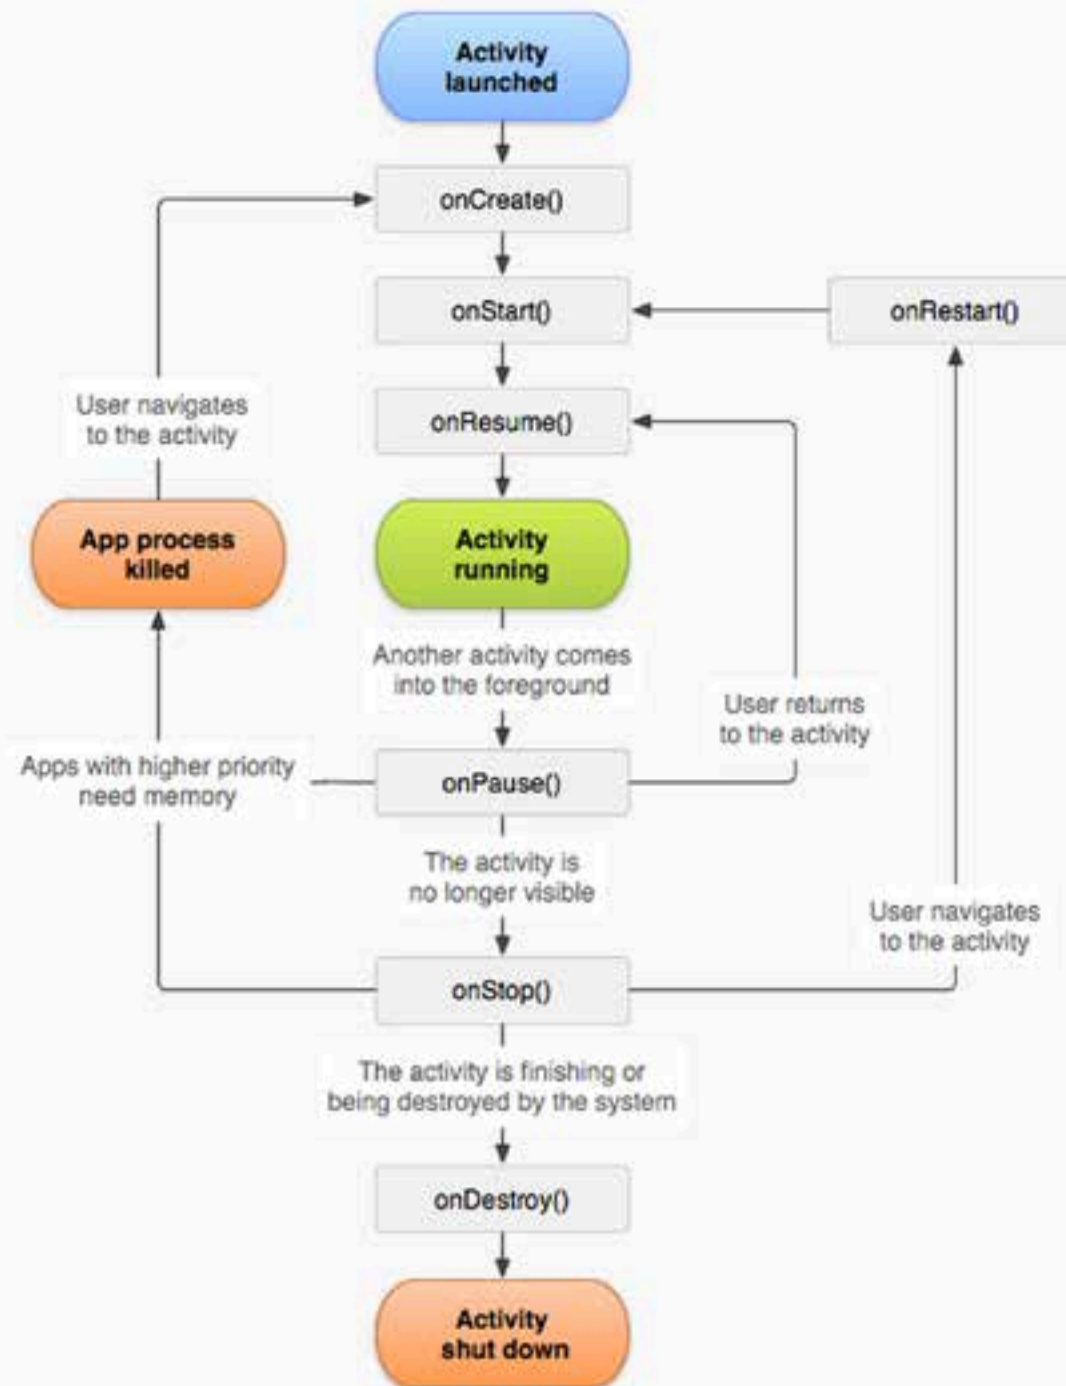 Activity
launched
onCreate()
onStart()
onRestart()
User navigates
to the activity
onResume()
App process
killed
Activity
running
Another activity comes
into the foreground
User returns
to the activity
Apps with higher priority
need memory
onPause()
The activity is
no longer visible
User navigates
to the activity
onStop()
The activity is finishing or
being destroyed by the system
onDestroy()
Activity
shut down